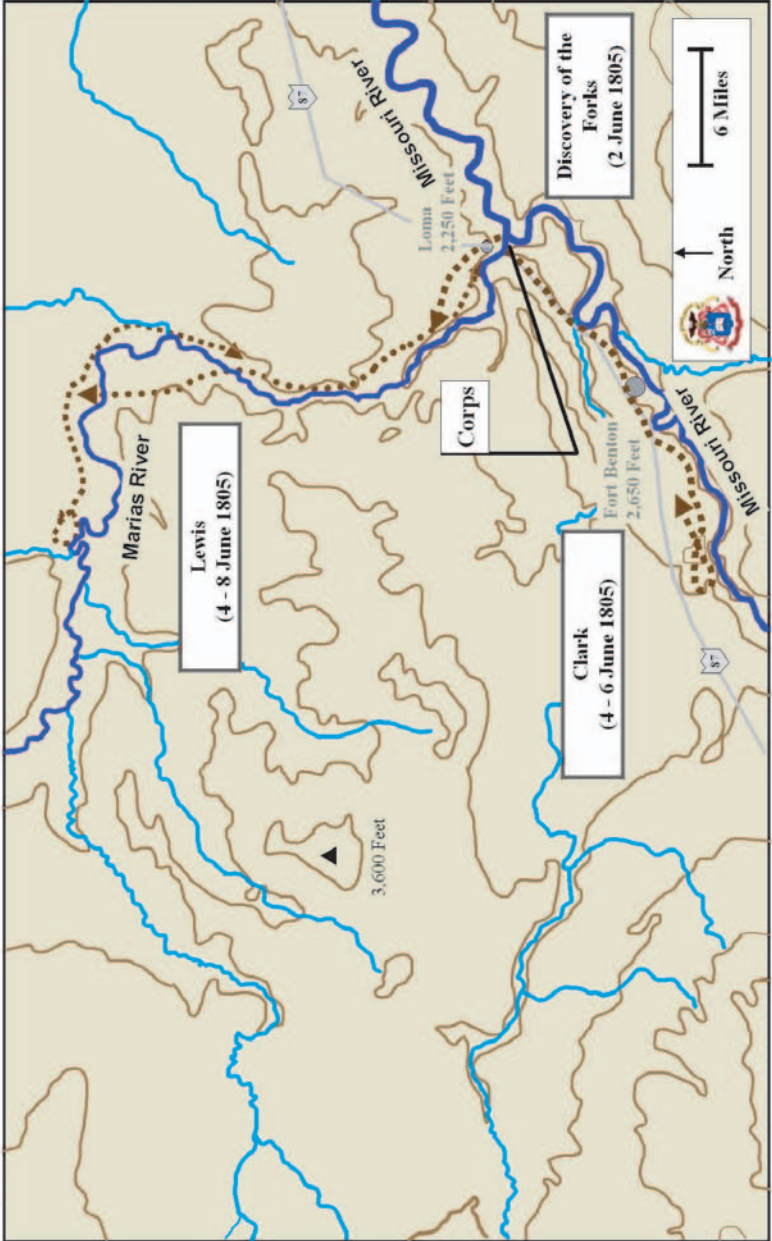 Marias River
Lewis
(4 - 8 June 1805)
87
3,600 Feet
Missouri River
Loma
2,250 Feet
Corps
Discovery of the
Forks
(2 June 1805)
Clark
(4 - 6 June 1805)
Fort Benton
2,650 Feet
87
Missouri River
North
6 Miles